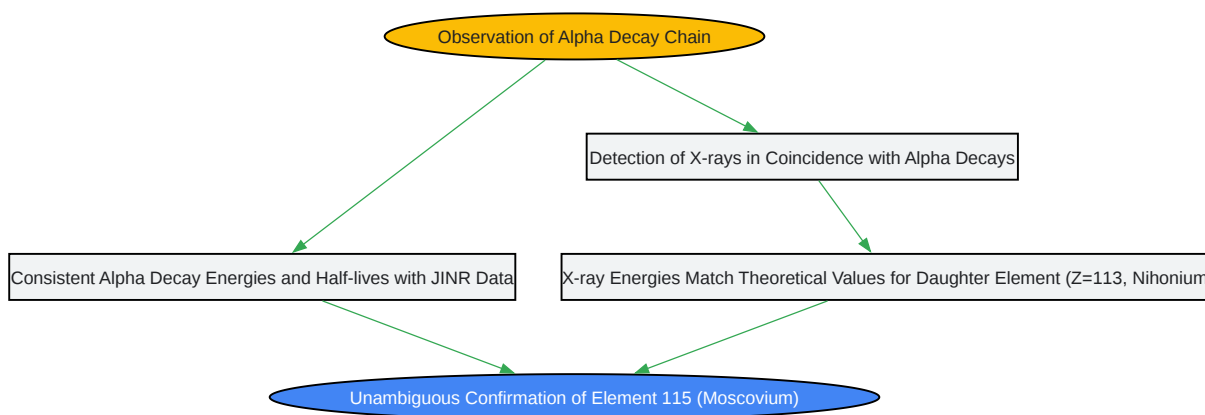 Observation of Alpha Decay Chain
Detection of X-rays in Coincidence with Alpha Decays
Consistent Alpha Decay Energies and Half-lives with JINR Data
X-ray Energies Match Theoretical Values for Daughter Element (Z=113, Nihonium
Unambiguous Confirmation of Element 115 (Moscovium)